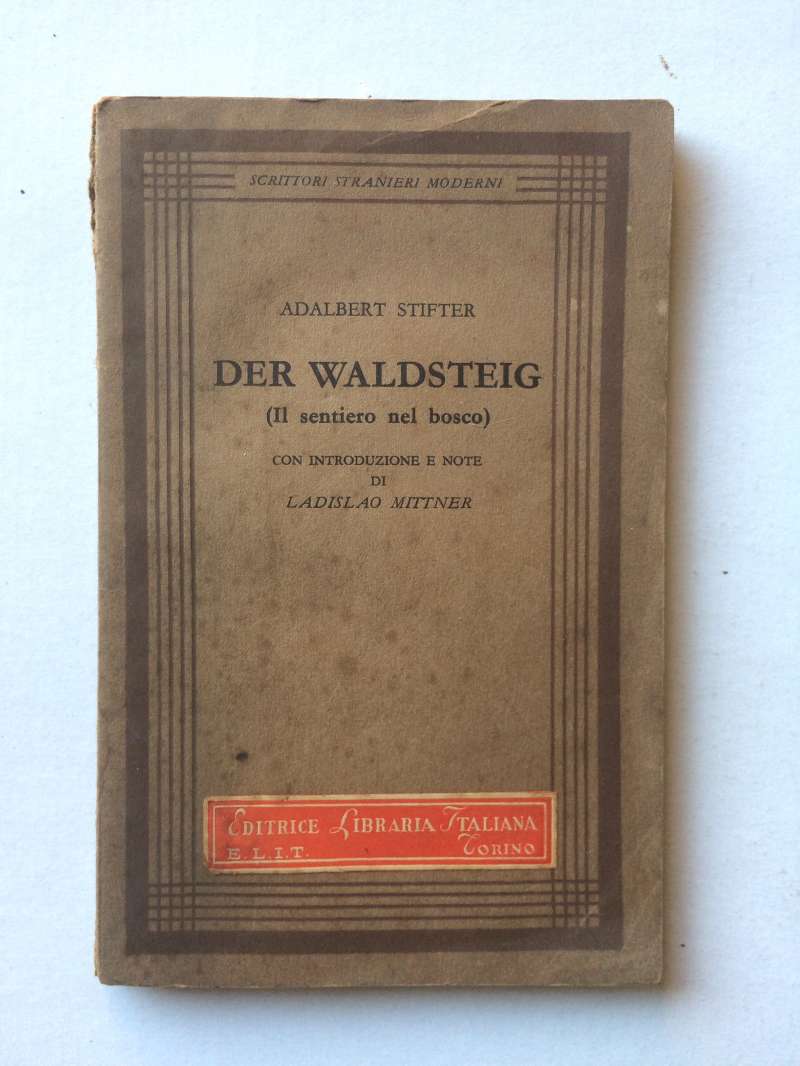 SCRITTORI STRANIERI MODERNI
ADALBERT STIFTER
DER WALDSTEIG
(Il sentiero nel bosco)
CON INTRODUZIONE E NOTE
DI
LADISLAO MITTNER
EDITRICE LIBRARIA ITALIANA
E.L.I.T. TORINO